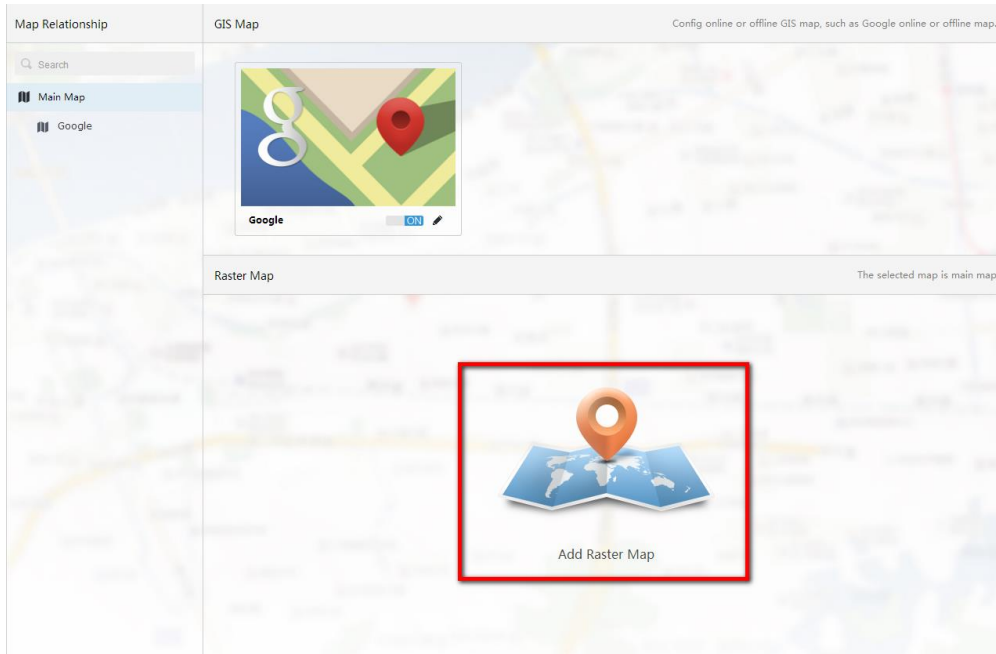 Map Relationship
GIS Map
Config online or offline GIS map, such as Google online or offline map.
Search
Main Map
Google
g
Google
ON
Raster Map
The selected map is main map
Add Raster Map